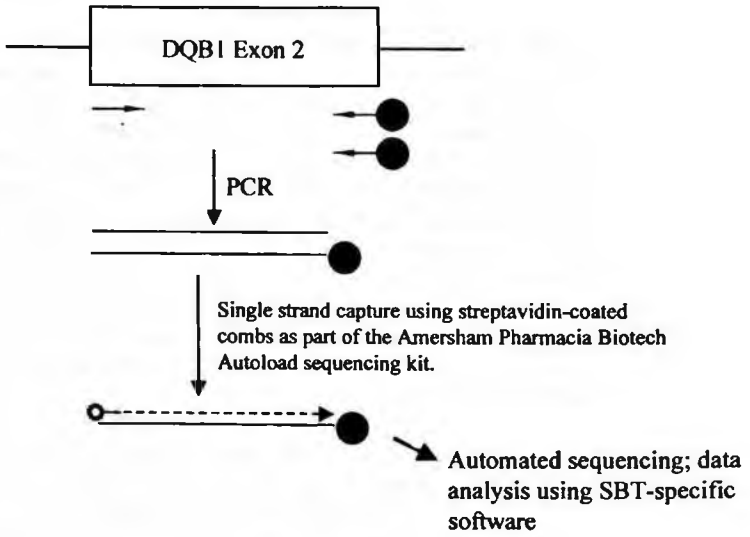 DQB1 Exon 2
PCR
Single strand capture using streptavidin-coated
combs as part of the Amersham Pharmacia Biotech
Autoload sequencing kit.
Automated sequencing; data
analysis using SBT-specific
software